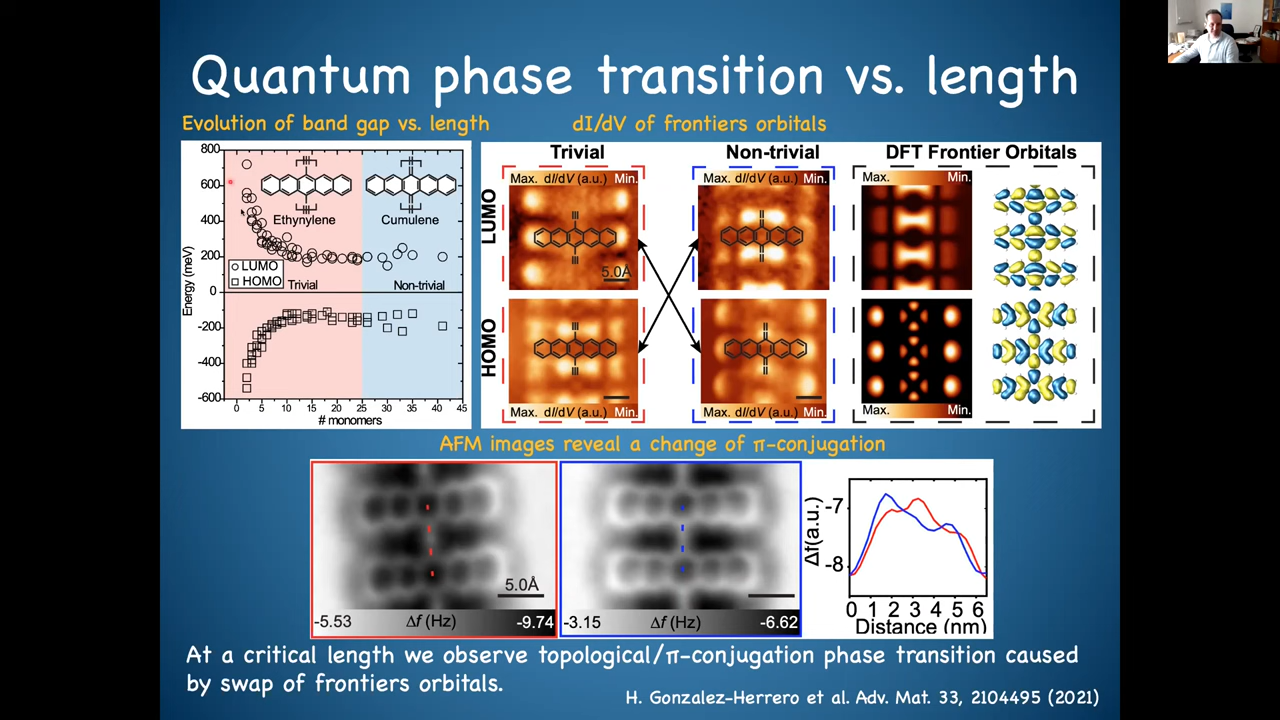 Quantum phase transition vs. length
Evolution of band gap vs. length
dI/dV of frontiers orbitals
800
600
400
200
0
-200
-400
-600
Energy (meV)
Ethynylene
Cumulene
LUMO
HOMO
Trivial
Non-trivial
0 5 10 15 20 25 30 35 40 45
# monomers
Trivial
Non-trivial
DFT Frontier Orbitals
LUMO
HOMO
Max. dI/dV (a.u.) Min.
Max. dI/dV (a.u.) Min.
Max. Min.
5.0Å
Max. dI/dV (a.u.) Min.
Max. dI/dV (a.u.) Min.
Max. Min.
AFM images reveal a change of π-conjugation
5.0Å
-5.53 Δf (Hz) -9.74
-3.15 Δf (Hz) -6.62
Δf(a.u.)
-7
-8
0 1 2 3 4 5 6
Distance (nm)
At a critical length we observe topological/π-conjugation phase transition caused
by swap of frontiers orbitals.
H. Gonzalez-Herrero et al. Adv. Mat. 33, 2104495 (2021)